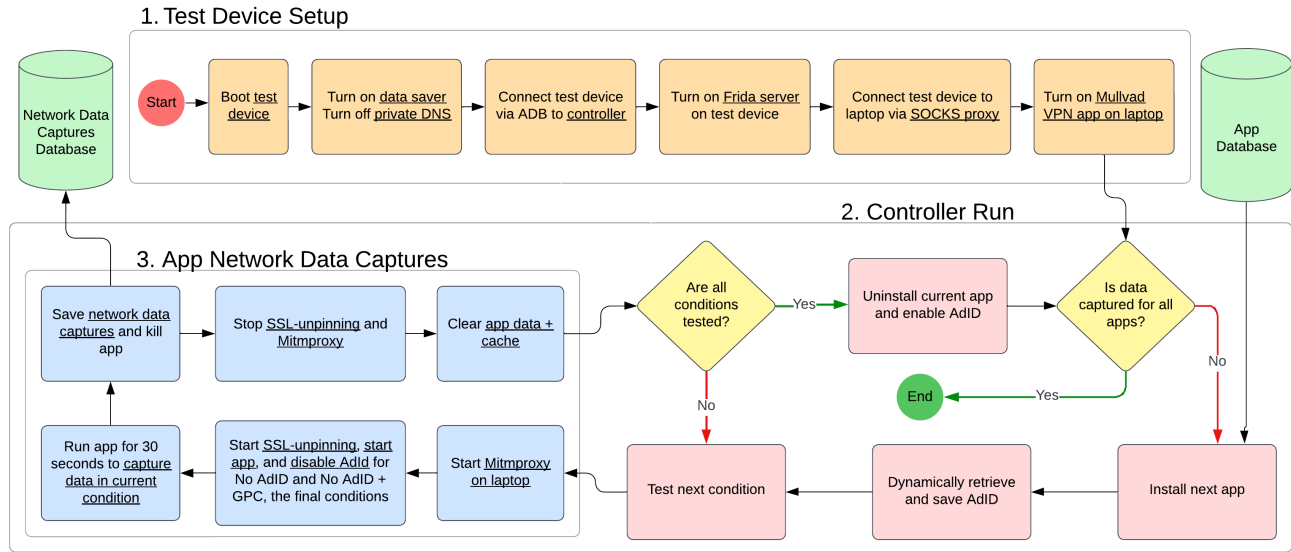 1. Test Device Setup
Network Data
Captures
Database
Start
Boot test
device
Turn on data saver
Turn off private DNS
Connect test device
via ADB to controller
Turn on Frida server
on test device
Connect test device to
laptop via SOCKS proxy
Turn on Mullvad
VPN app on laptop
App
Database
2. Controller Run
3. App Network Data Captures
Save network data
captures and kill
app
Stop SSL-unpinning and
Mitmproxy
Clear app data +
cache
Are all
conditions
tested?
Yes
Uninstall current app
and enable AdID
Is data
captured for all
apps?
No
Yes
End
No
Run app for 30
seconds to capture
data in current
condition
Start SSL-unpinning, start
app, and disable AdId for
No AdID and No AdID +
GPC, the final conditions
Start Mitmproxy
on laptop
Test next condition
Dynamically retrieve
and save AdID
Install next app